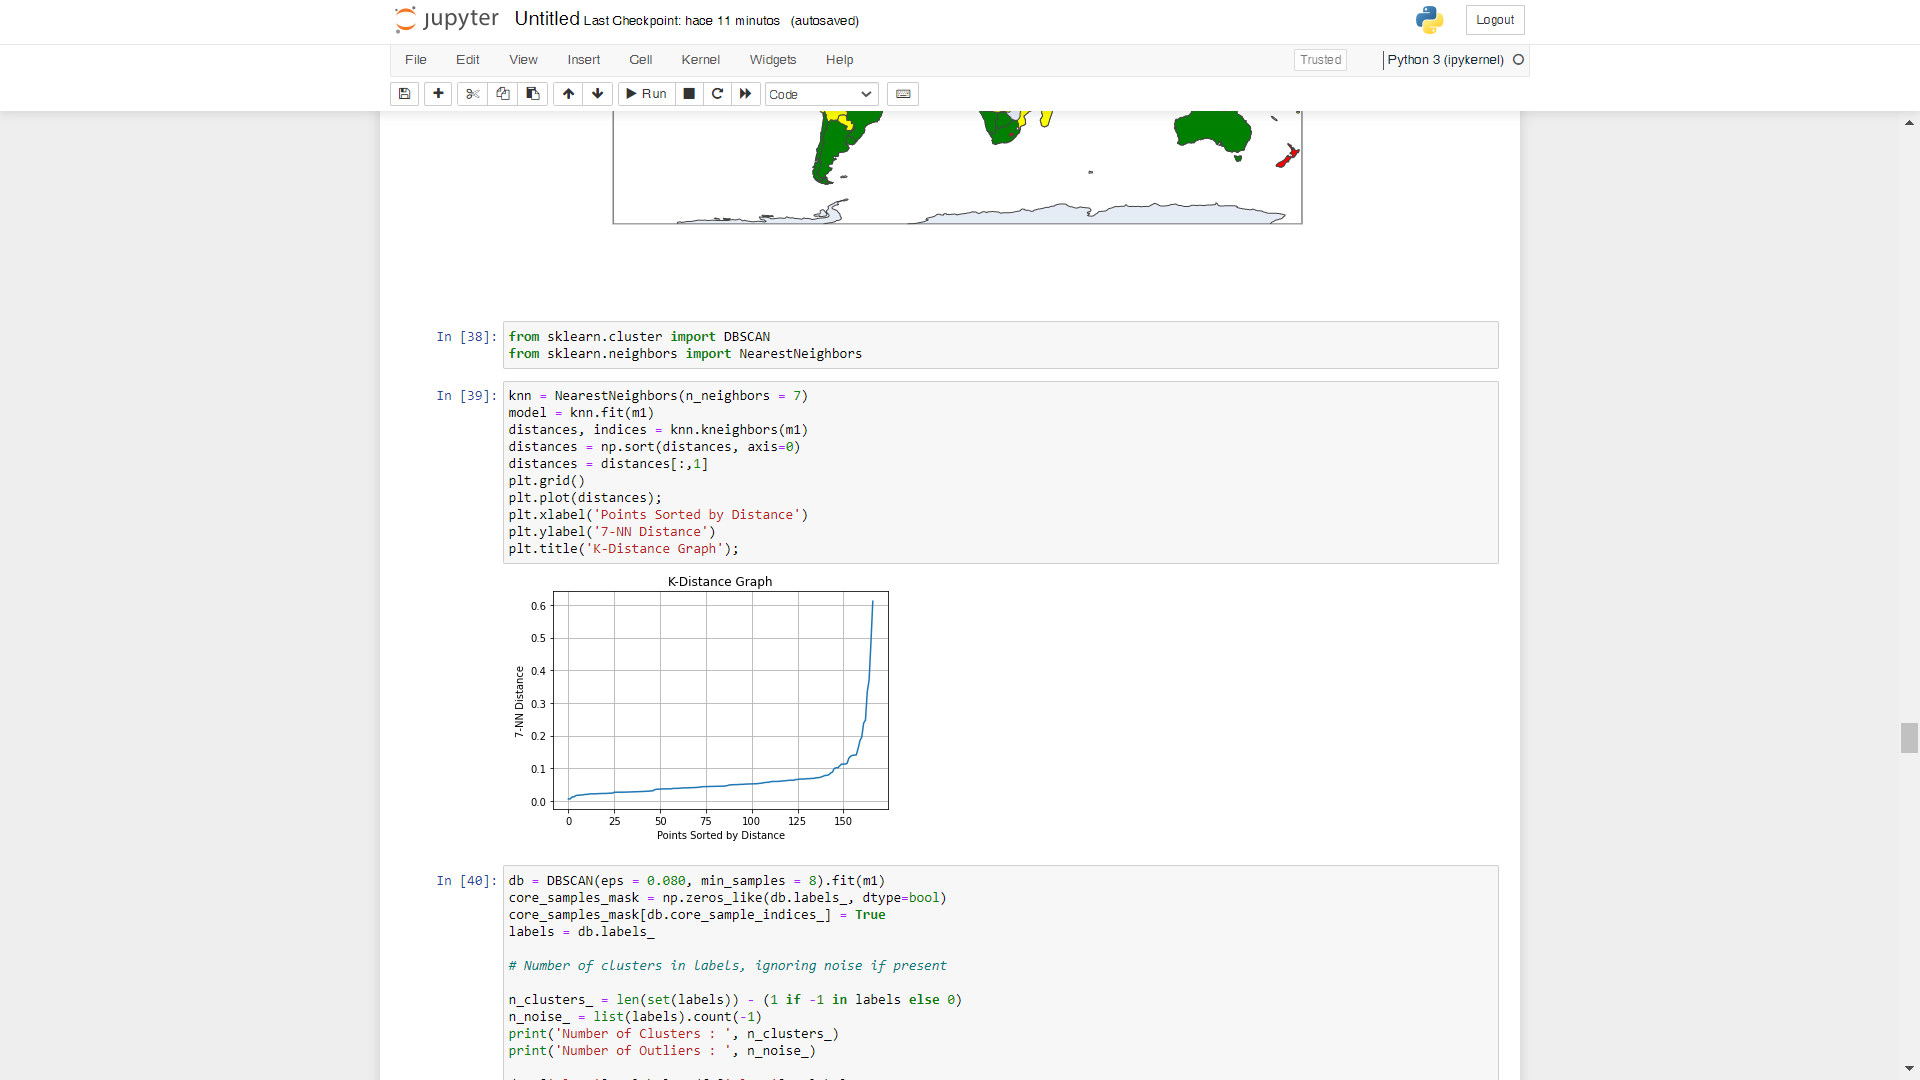 jupyter Untitled Last Checkpoint: hace 11 minutos (autosaved) Logout
File Edit View Insert Cell Kernel Widgets Help Trusted Python 3 (ipykernel)
Run Code
In [38]: from sklearn.cluster import DBSCAN
from sklearn.neighbors import NearestNeighbors
In [39]: knn = NearestNeighbors(n_neighbors = 7)
model = knn.fit(m1)
distances, indices = knn.kneighbors(m1)
distances = np.sort(distances, axis=0)
distances = distances[:,1]
plt.grid()
plt.plot(distances);
plt.xlabel('Points Sorted by Distance')
plt.ylabel('7-NN Distance')
plt.title('K-Distance Graph');
K-Distance Graph
0.6
0.5
0.4
0.3
0.2
0.1
0.0
7-NN Distance
0 25 50 75 100 125 150
Points Sorted by Distance
In [40]: db = DBSCAN(eps = 0.080, min_samples = 8).fit(m1)
core_samples_mask = np.zeros_like(db.labels_, dtype=bool)
core_samples_mask[db.core_sample_indices_] = True
labels = db.labels_
# Number of clusters in labels, ignoring noise if present
n_clusters_ = len(set(labels)) - (1 if -1 in labels else 0)
n_noise_ = list(labels).count(-1)
print('Number of Clusters : ', n_clusters_)
print('Number of Outliers : ', n_noise_)